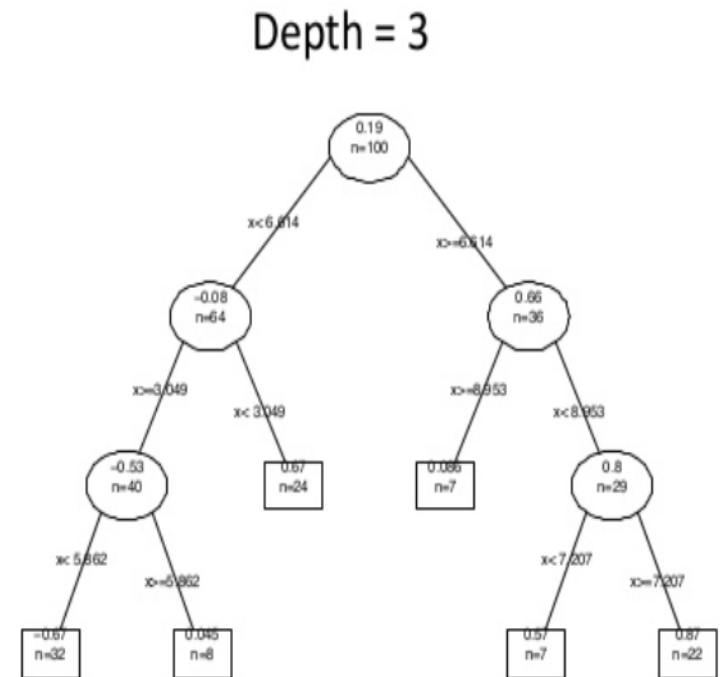 Depth = 3
0.19
n=100
x< 6.614
x>=6.614
-0.08
n=64
0.66
n=36
x>=3.049
x< 3.049
x>=8.953
x< 8.953
-0.53
n=40
0.67
n=24
0.086
n=7
0.8
n=29
x< 5.862
x>=5.862
x< 7.207
x>=7.207
-0.67
n=32
0.045
n=8
0.57
n=7
0.87
n=22